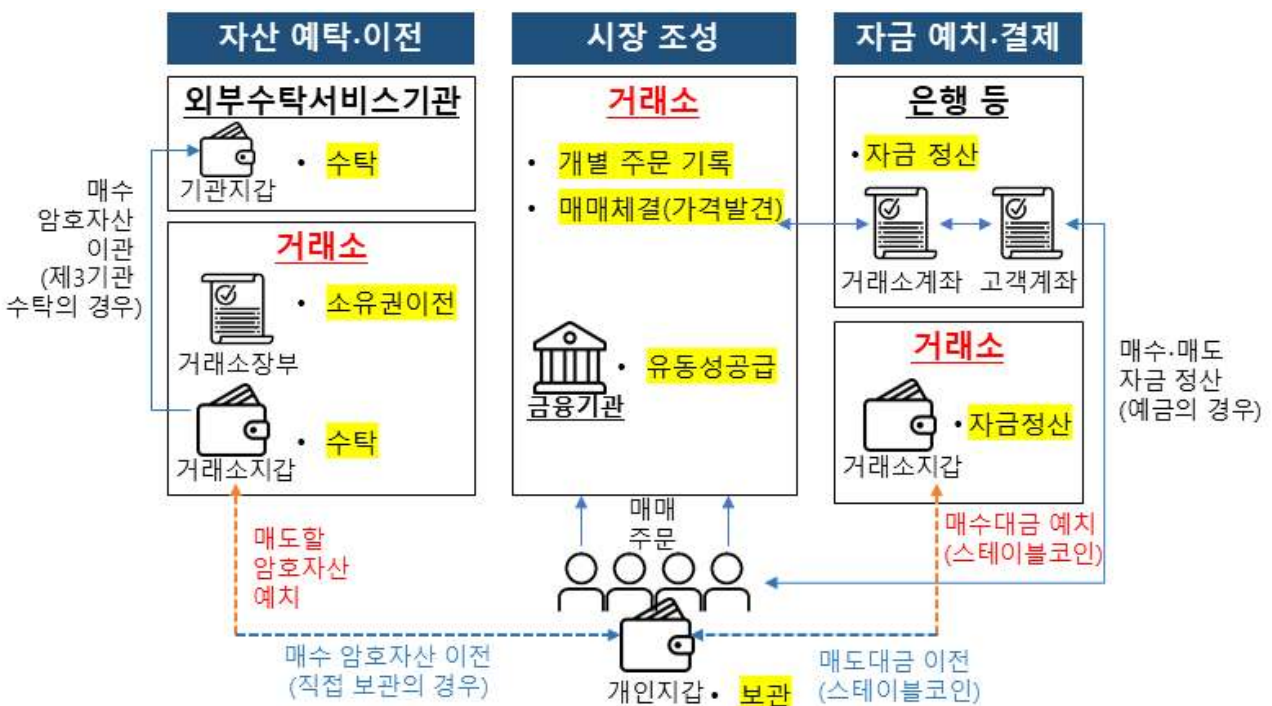 자산 예탁·이전
시장 조성
자금 예치·결제
외부수탁서비스기관
기관지갑
• 수탁
매수
암호자산
이관
(제3기관
수탁의 경우)
거래소
• 소유권이전
거래소장부
• 수탁
거래소지갑
거래소
• 개별 주문 기록
• 매매체결(가격발견)
• 유동성공급
금융기관
은행 등
• 자금 정산
거래소계좌
고객계좌
거래소
• 자금정산
거래소지갑
매수·매도
자금 정산
(예금의 경우)
매매
주문
매도할
암호자산
예치
매수대금 예치
(스테이블코인)
매수 암호자산 이전
(직접 보관의 경우)
개인지갑 • 보관
매도대금 이전
(스테이블코인)